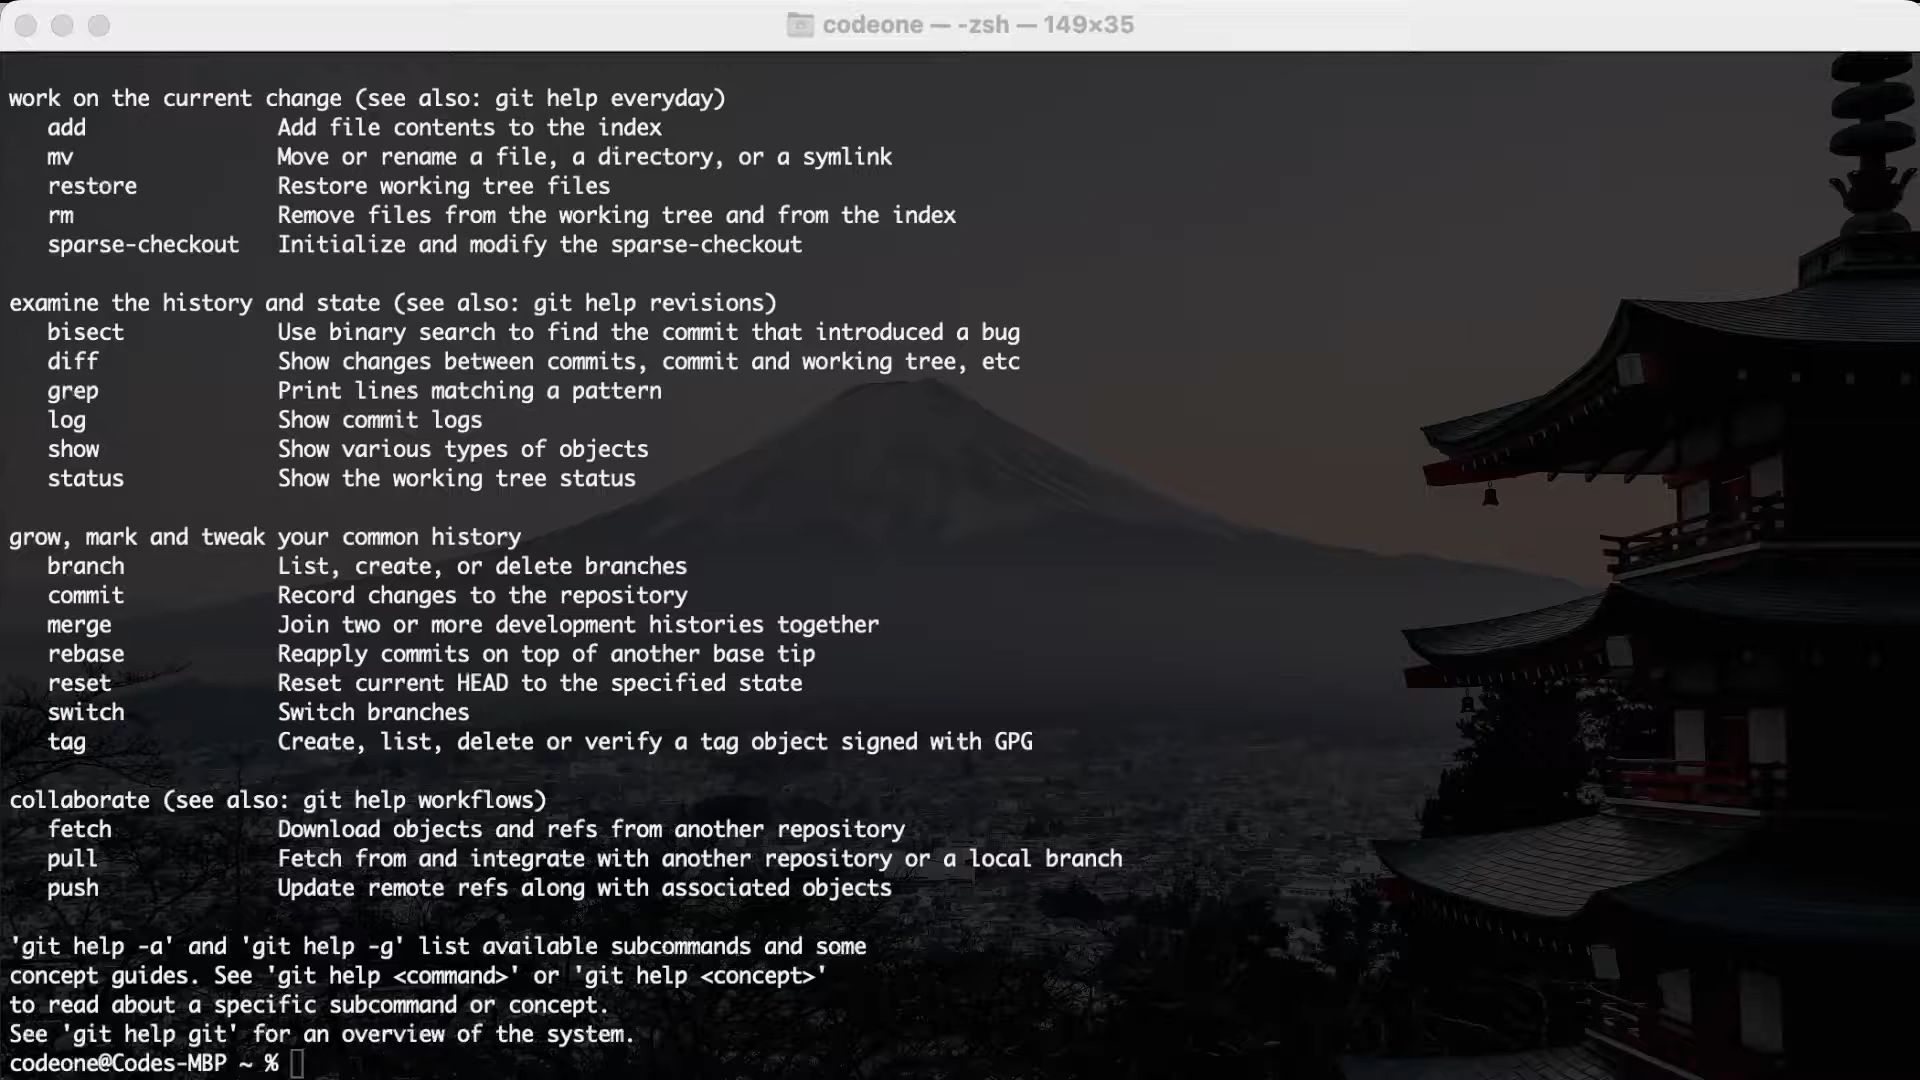 codeone — -zsh — 149×35
work on the current change (see also: git help everyday)
add Add file contents to the index
mv Move or rename a file, a directory, or a symlink
restore Restore working tree files
rm Remove files from the working tree and from the index
sparse-checkout Initialize and modify the sparse-checkout
examine the history and state (see also: git help revisions)
bisect Use binary search to find the commit that introduced a bug
diff Show changes between commits, commit and working tree, etc
grep Print lines matching a pattern
log Show commit logs
show Show various types of objects
status Show the working tree status
grow, mark and tweak your common history
branch List, create, or delete branches
commit Record changes to the repository
merge Join two or more development histories together
rebase Reapply commits on top of another base tip
reset Reset current HEAD to the specified state
switch Switch branches
tag Create, list, delete or verify a tag object signed with GPG
collaborate (see also: git help workflows)
fetch Download objects and refs from another repository
pull Fetch from and integrate with another repository or a local branch
push Update remote refs along with associated objects
'git help -a' and 'git help -g' list available subcommands and some
concept guides. See 'git help <command>' or 'git help <concept>'
to read about a specific subcommand or concept.
See 'git help git' for an overview of the system.
codeone@Codes-MBP ~ %